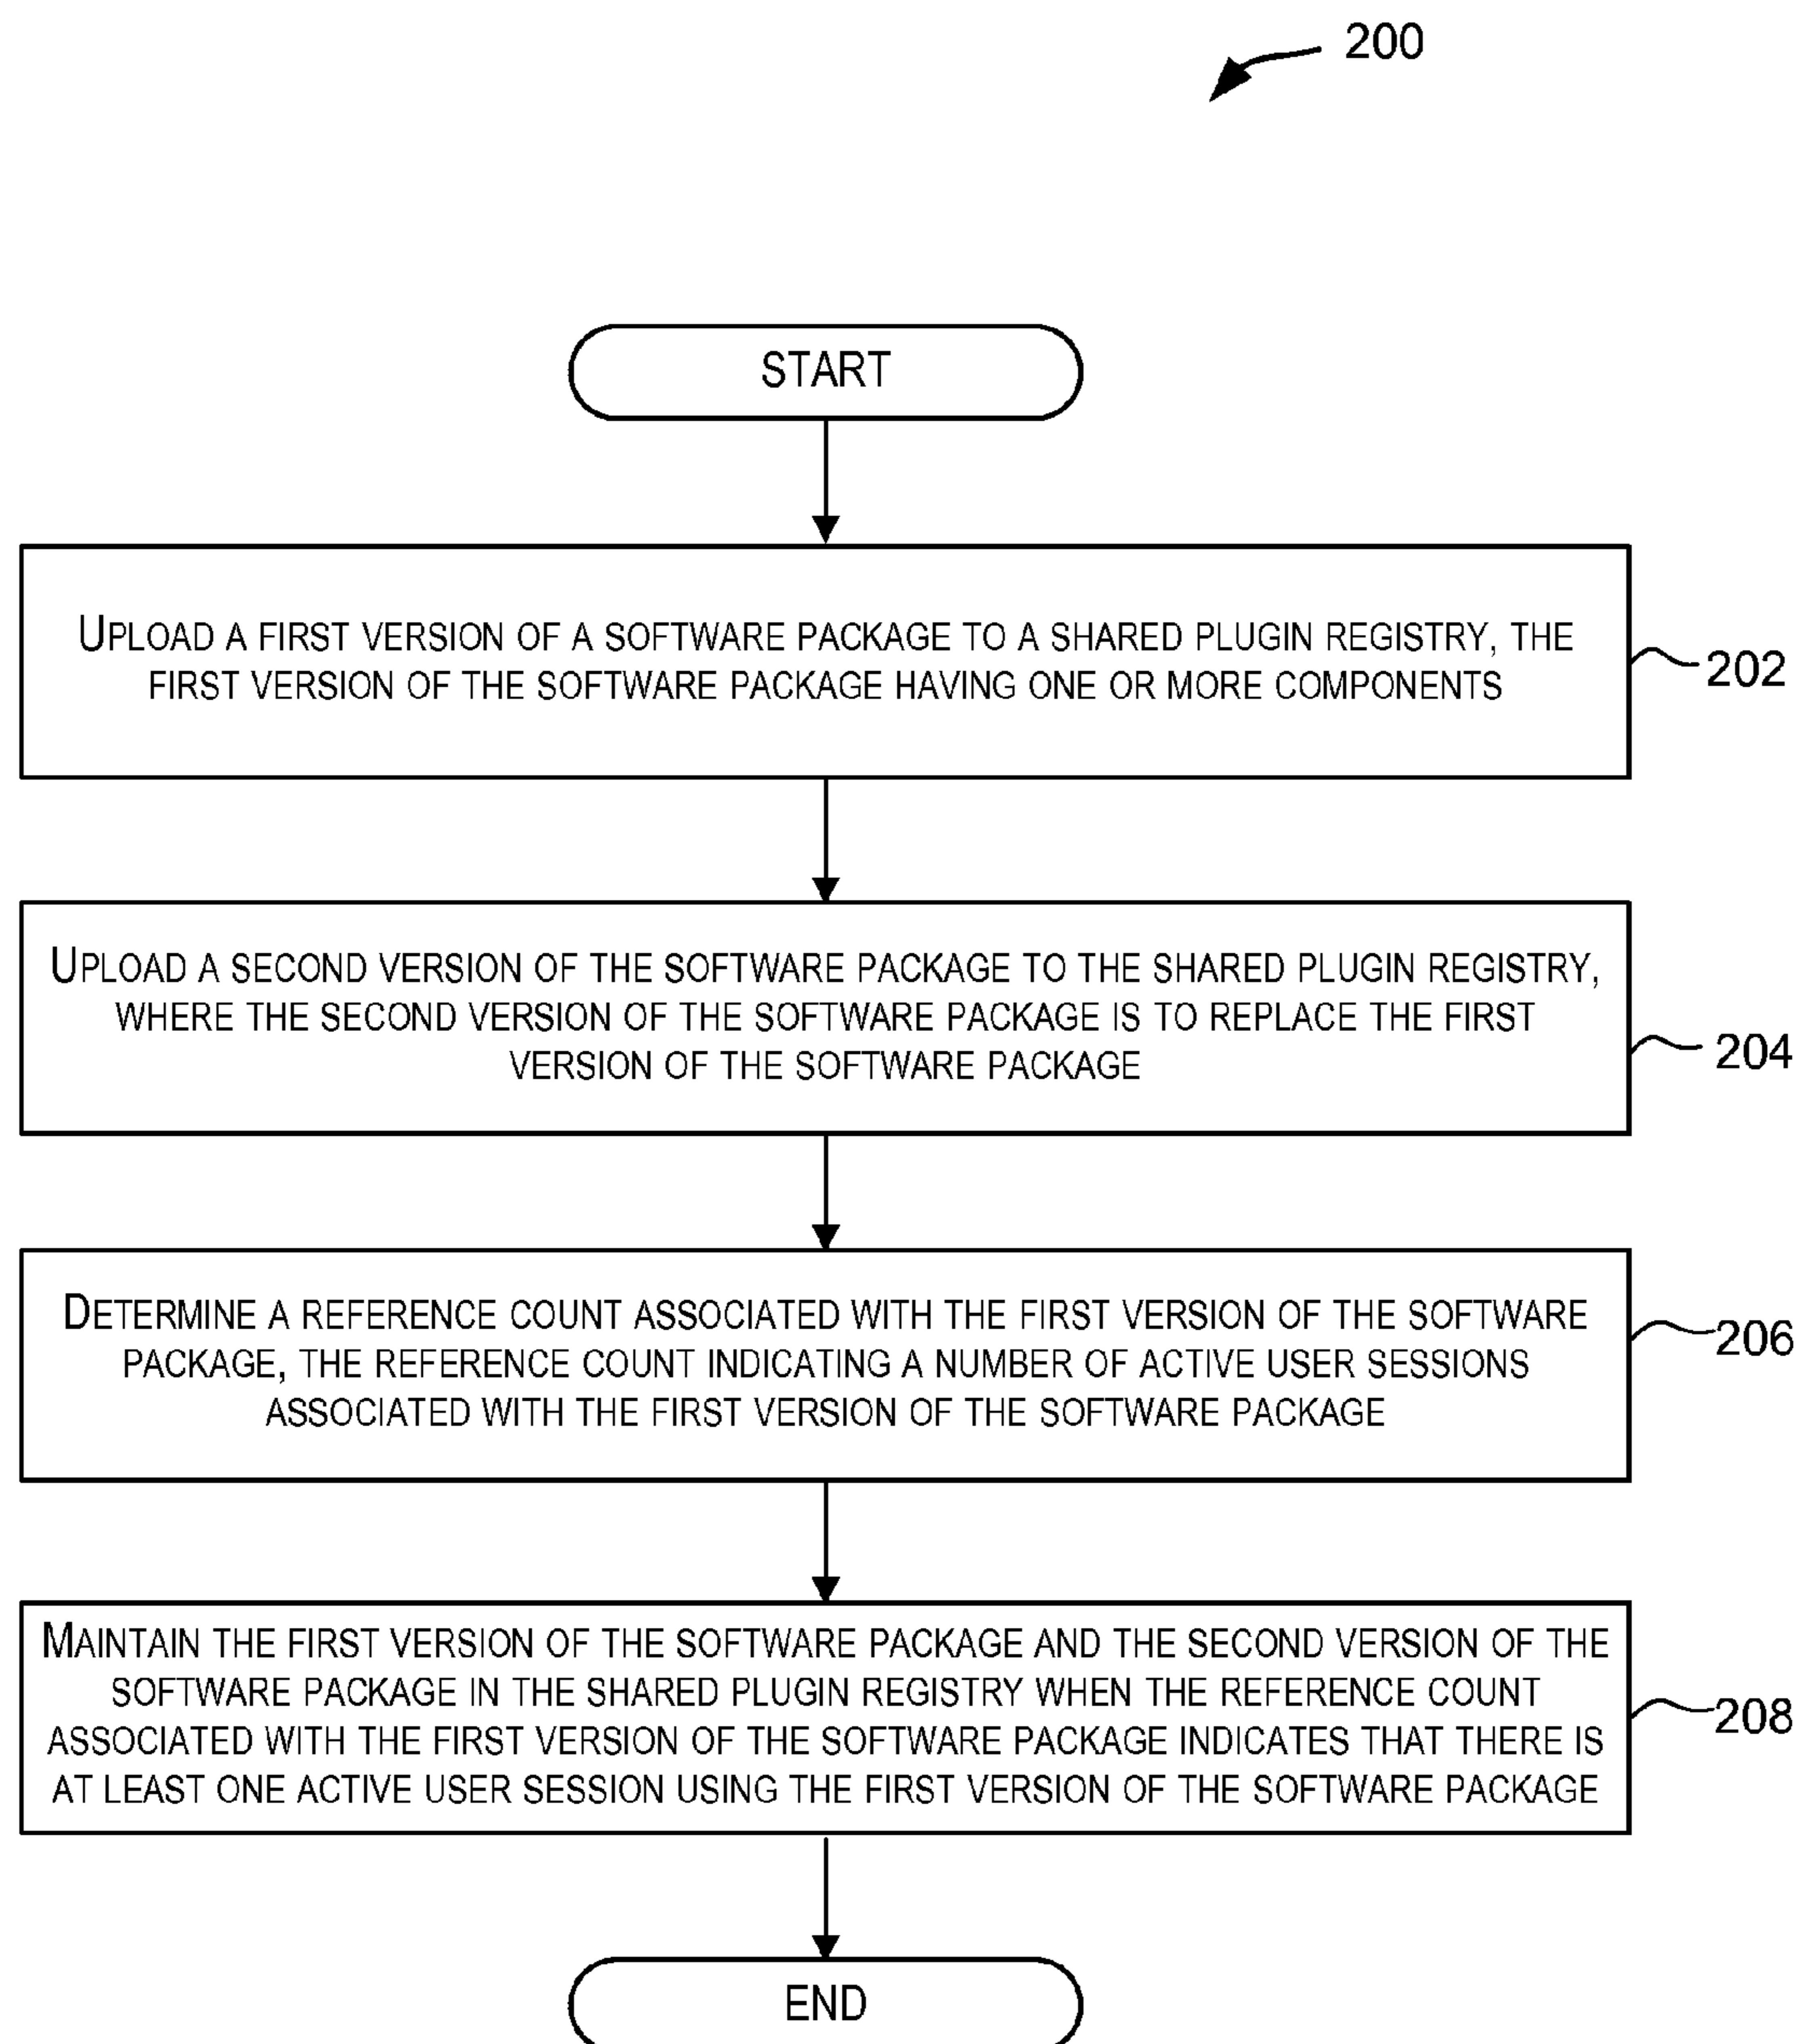 200
START
UPLOAD A FIRST VERSION OF A SOFTWARE PACKAGE TO A SHARED PLUGIN REGISTRY, THE
FIRST VERSION OF THE SOFTWARE PACKAGE HAVING ONE OR MORE COMPONENTS
202
UPLOAD A SECOND VERSION OF THE SOFTWARE PACKAGE TO THE SHARED PLUGIN REGISTRY,
WHERE THE SECOND VERSION OF THE SOFTWARE PACKAGE IS TO REPLACE THE FIRST
VERSION OF THE SOFTWARE PACKAGE
204
DETERMINE A REFERENCE COUNT ASSOCIATED WITH THE FIRST VERSION OF THE SOFTWARE
PACKAGE, THE REFERENCE COUNT INDICATING A NUMBER OF ACTIVE USER SESSIONS
ASSOCIATED WITH THE FIRST VERSION OF THE SOFTWARE PACKAGE
206
MAINTAIN THE FIRST VERSION OF THE SOFTWARE PACKAGE AND THE SECOND VERSION OF THE
SOFTWARE PACKAGE IN THE SHARED PLUGIN REGISTRY WHEN THE REFERENCE COUNT
ASSOCIATED WITH THE FIRST VERSION OF THE SOFTWARE PACKAGE INDICATES THAT THERE IS
AT LEAST ONE ACTIVE USER SESSION USING THE FIRST VERSION OF THE SOFTWARE PACKAGE
208
END